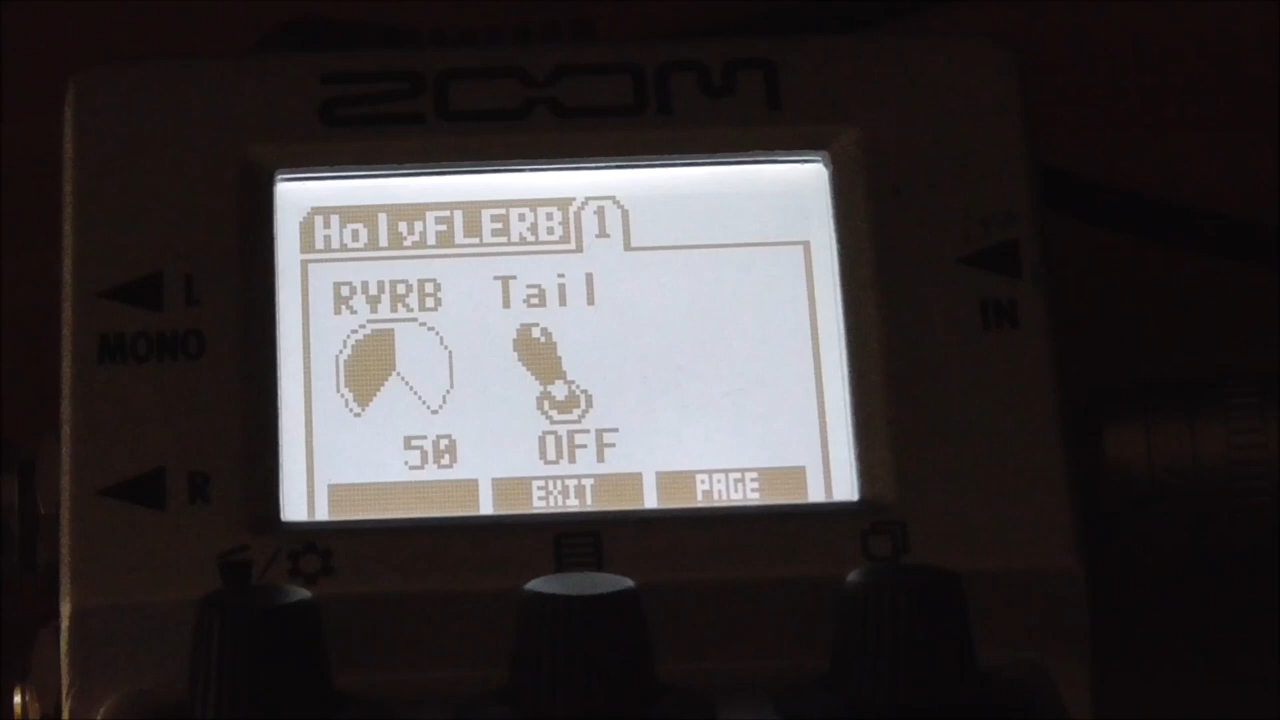 ZOOM
HolyFLERB 1
RVRB Tail
L
MONO
IN
50 OFF
R
EXIT PAGE